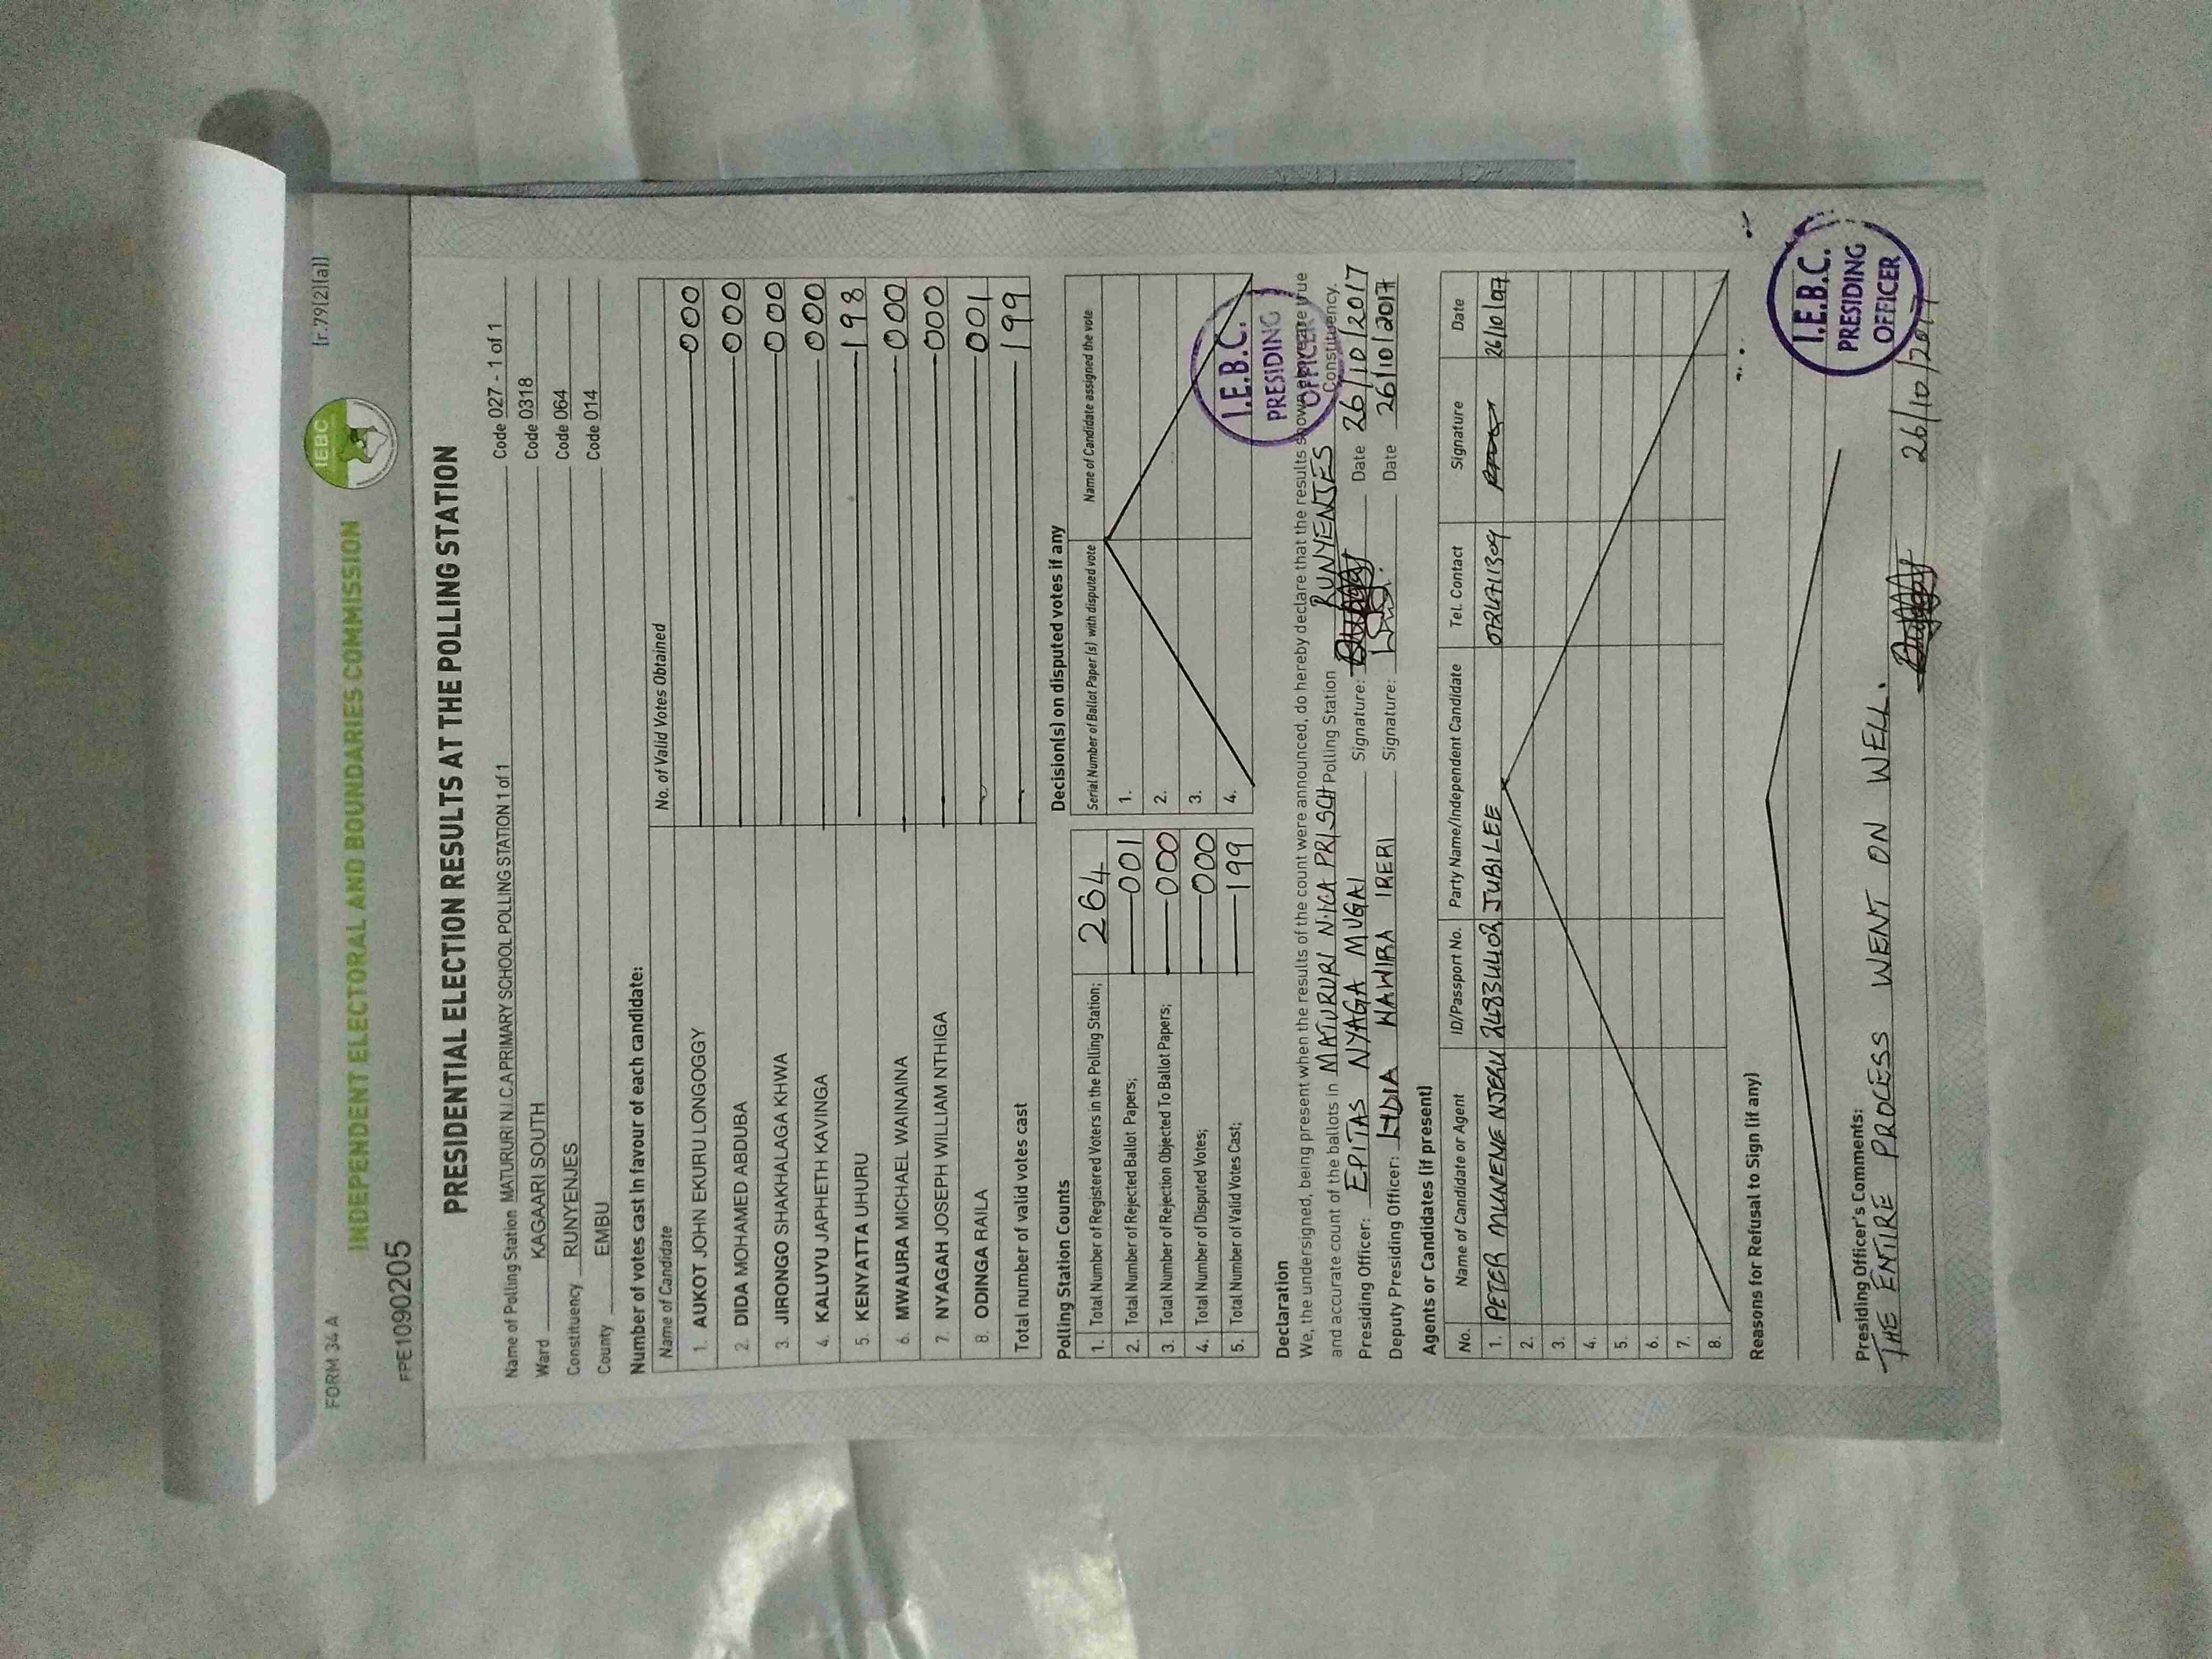 FORM 34 A
[r.79(2)(a)]
IEBC
INDEPENDENT ELECTORAL AND BOUNDARIES COMMISSION
FPE1090205
PRESIDENTIAL ELECTION RESULTS AT THE POLLING STATION
Name of Polling Station MATURURI N.I.C.A PRIMARY SCHOOL POLLING STATION 1 of 1 Code 027 - 1 of 1
Ward KAGAARI SOUTH Code 0318
Constituency RUNYENJES Code 064
County EMBU Code 014
Number of votes cast in favour of each candidate:
Name of Candidate No. of Valid Votes Obtained
1. AUKOT JOHN EKURU LONGOGGY 000
2. DIDA MOHAMED ABDUBA 000
3. JIRONGO SHAKHALAGA KHWA 000
4. KALUYU JAPHETH KAVINGA 000
5. KENYATTA UHURU 198
6. MWAURA MICHAEL WAINAINA 000
7. NYAGAH JOSEPH WILLIAM NTHIGA 000
8. ODINGA RAILA 001
Total number of valid votes cast 199
Polling Station Counts
1. Total Number of Registered Voters in the Polling Station; 264
2. Total Number of Rejected Ballot Papers; 001
3. Total Number of Rejection Objected To Ballot Papers; 000
4. Total Number of Disputed Votes; 000
5. Total Number of Valid Votes Cast; 199
Decision(s) on disputed votes if any
Serial Number of Ballot Paper (s) with disputed vote Name of Candidate assigned the vote
1.
2.
3.
4.
I.E.B.C.
PRESIDING
OFFICER
Declaration
We, the undersigned, being present when the results of the count were announced, do hereby declare that the results shown above are true
and accurate count of the ballots in MATURURI N.ICA PRI SCH Polling Station RUNYENJES Constituency.
Presiding Officer: EPITAS NYAGA MUGAI Signature: Date 26/10/2017
Deputy Presiding Officer: LYDIA WAWIRA IRERI Signature: Date 26/10/2017
Agents or Candidates (if present)
No. Name of Candidate or Agent ID/Passport No. Party Name/Independent Candidate Tel. Contact Signature Date
1. PETER MUNENE NJERU JUBILEE 26/10/07
2.
3.
4.
5.
6.
7.
8.
Reasons for Refusal to Sign (if any)
I.E.B.C.
PRESIDING
OFFICER
Presiding Officer's Comments:
THE ENTIRE PROCESS WENT ON WELL.
26/10/2017